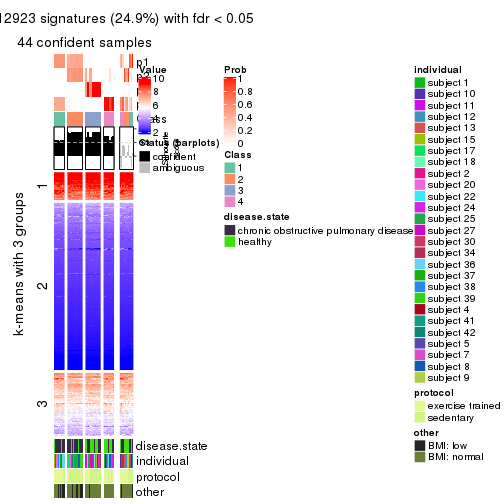 12923 signatures (24.9%) with fdr < 0.05
44 confident samples
p1
Value
10
8
6
4
2
Status (barplots)
confident
ambiguous
Prob
1
0.8
0.6
0.4
0.2
0
Class
1
2
3
4
disease.state
chronic obstructive pulmonary disease
healthy
individual
subject 1
subject 10
subject 11
subject 12
subject 13
subject 15
subject 17
subject 18
subject 2
subject 20
subject 22
subject 24
subject 25
subject 27
subject 30
subject 34
subject 36
subject 37
subject 38
subject 39
subject 4
subject 41
subject 42
subject 5
subject 7
subject 8
subject 9
protocol
exercise trained
sedentary
other
BMI: low
BMI: normal
k-means with 3 groups
1
2
3
disease.state
individual
protocol
other